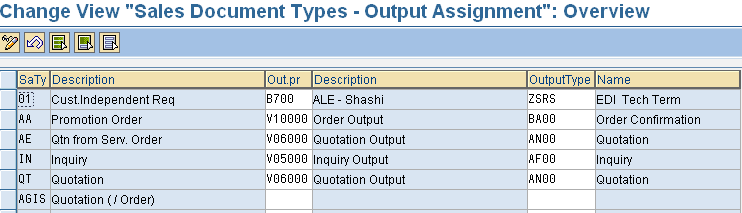 Change View "Sales Document Types - Output Assignment": Overview
SaTy Description Out.pr Description OutputType Name
01 Cust.Independent Req B700 ALE - Shashi ZSRS EDI Tech Term
AA Promotion Order V10000 Order Output BA00 Order Confirmation
AE Qtn from Serv. Order V06000 Quotation Output AN00 Quotation
IN Inquiry V05000 Inquiry Output AF00 Inquiry
QT Quotation V06000 Quotation Output AN00 Quotation
AGIS Quotation ( / Order)